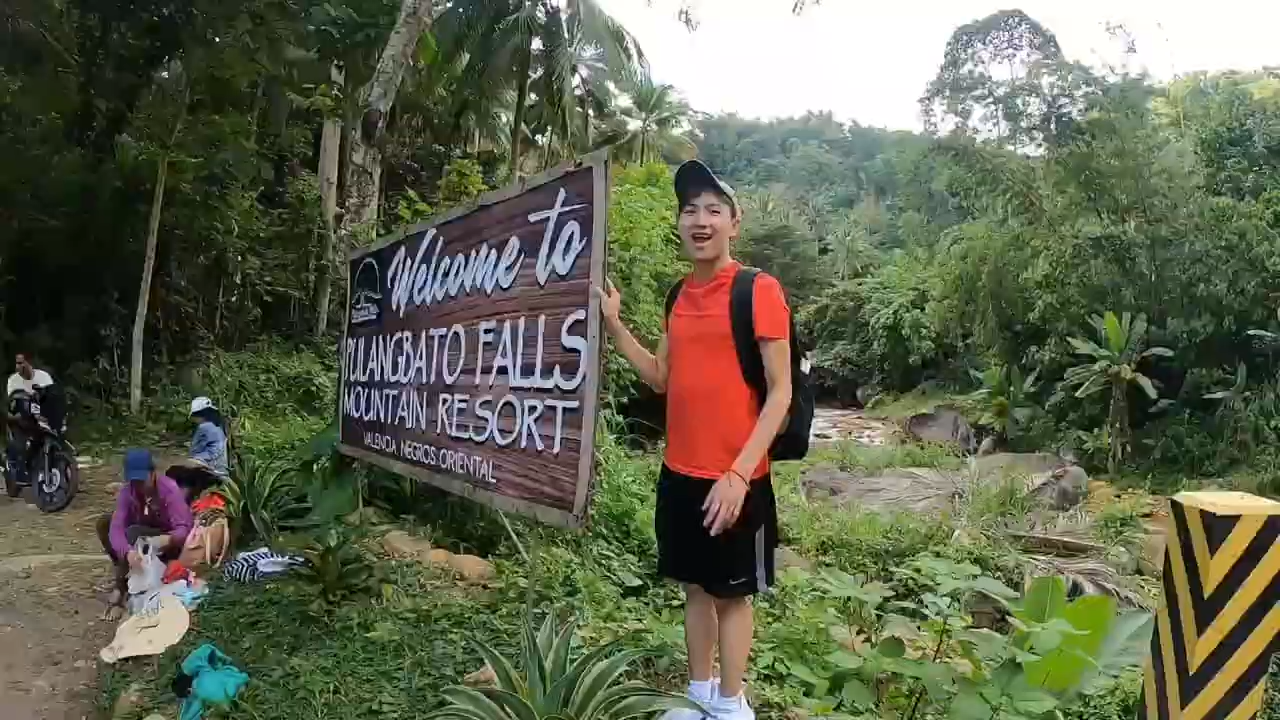 Welcome to
PULANGBATO FALLS
MOUNTAIN RESORT
VALENCIA NEGROS ORIENTAL